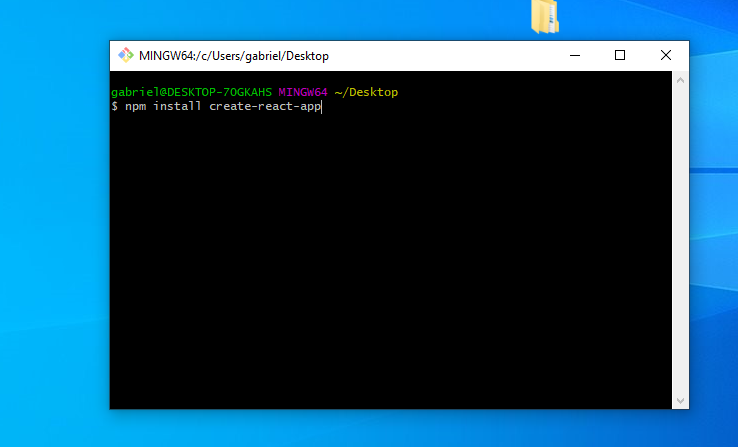 MINGW64:/c/Users/gabriel/Desktop
gabriel@DESKTOP-7OGKAHS MINGW64 ~/Desktop
$ npm install create-react-app